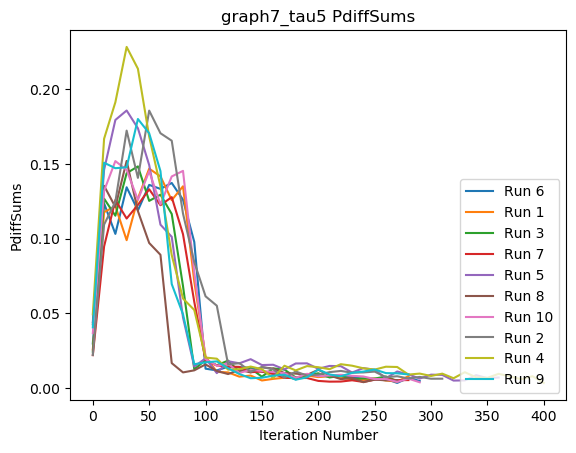 graph7_tau5 PdiffSums
PdiffSums
0.20
0.15
0.10
0.05
0.00
Run 6
Run 1
Run 3
Run 7
Run 5
Run 8
Run 10
Run 2
Run 4
Run 9
0 50 100 150 200 250 300 350 400
Iteration Number